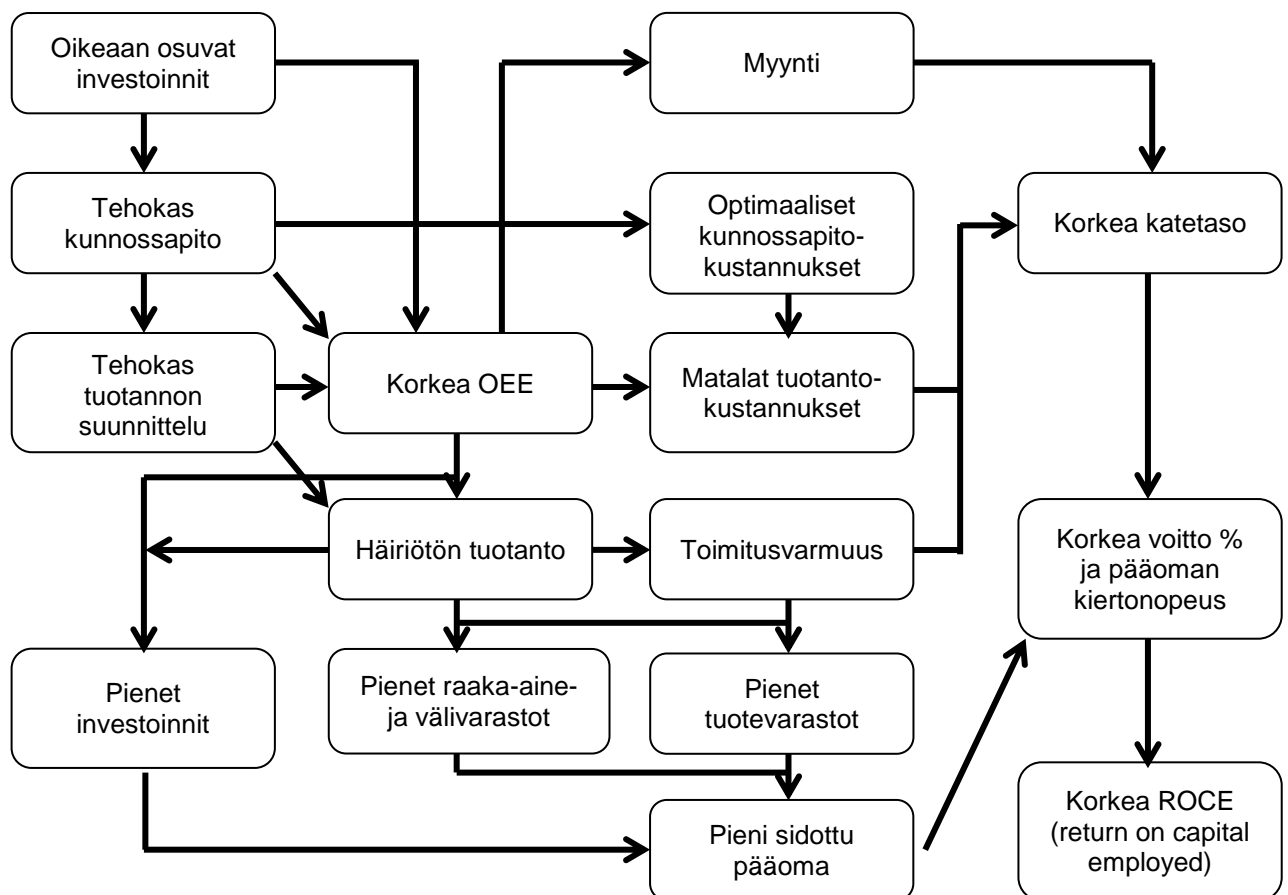 Oikeaan osuvat
investoinnit
Myynti
Tehokas
kunnossapito
Optimaaliset
kunnossapito-
kustannukset
Korkea katetaso
Tehokas
tuotannon
suunnittelu
Korkea OEE
Matalat tuotanto-
kustannukset
Häiriötön tuotanto
Toimitusvarmuus
Korkea voitto %
ja pääoman
kiertonopeus
Pienet
investoinnit
Pienet raaka-aine-
ja välivarastot
Pienet
tuotevarastot
Pieni sidottu
pääoma
Korkea ROCE
(return on capital
employed)